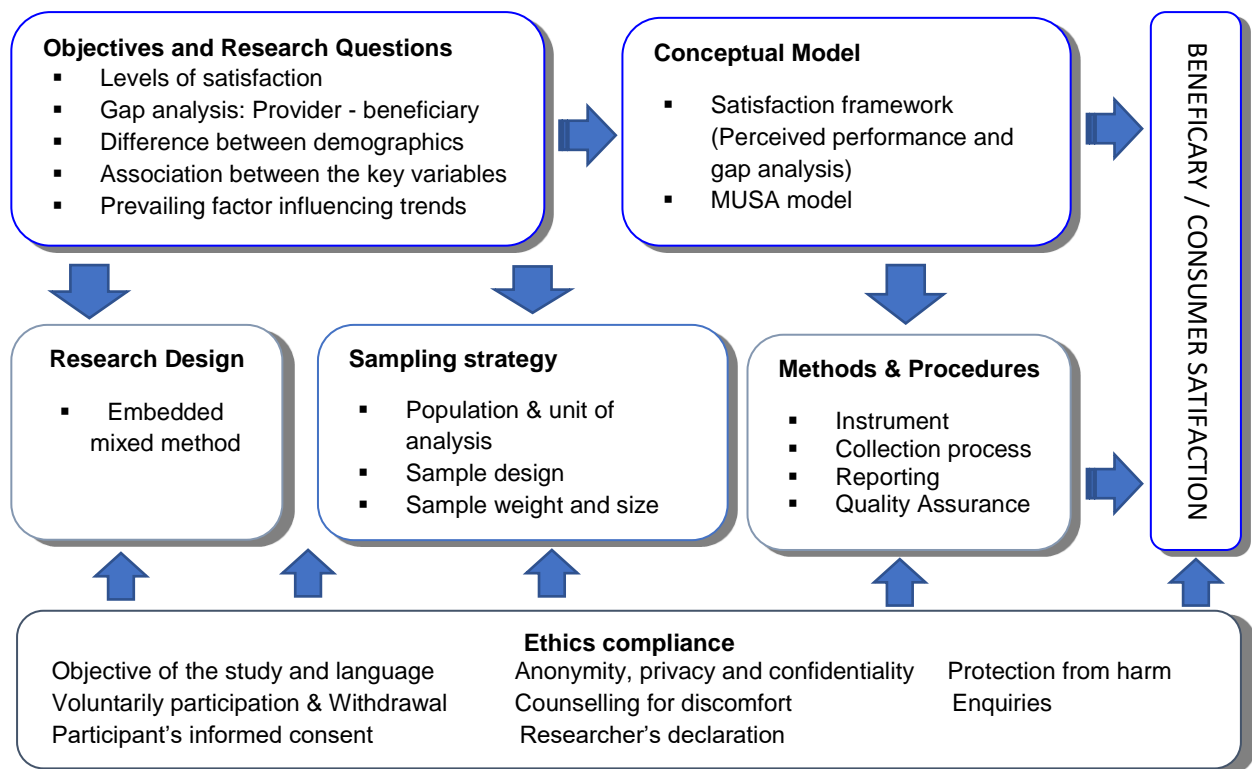 Objectives and Research Questions
▪ Levels of satisfaction
▪ Gap analysis: Provider - beneficiary
▪ Difference between demographics
▪ Association between the key variables
▪ Prevailing factor influencing trends
Conceptual Model
▪ Satisfaction framework
(Perceived performance and
gap analysis)
▪ MUSA model
BENEFICARY / CONSUMER SATIFACTION
Research Design
▪ Embedded
mixed method
Sampling strategy
▪ Population & unit of
analysis
▪ Sample design
▪ Sample weight and size
Methods & Procedures
▪ Instrument
▪ Collection process
▪ Reporting
▪ Quality Assurance
Ethics compliance
Objective of the study and language
Voluntarily participation & Withdrawal
Participant’s informed consent
Anonymity, privacy and confidentiality
Counselling for discomfort
Researcher’s declaration
Protection from harm
Enquiries